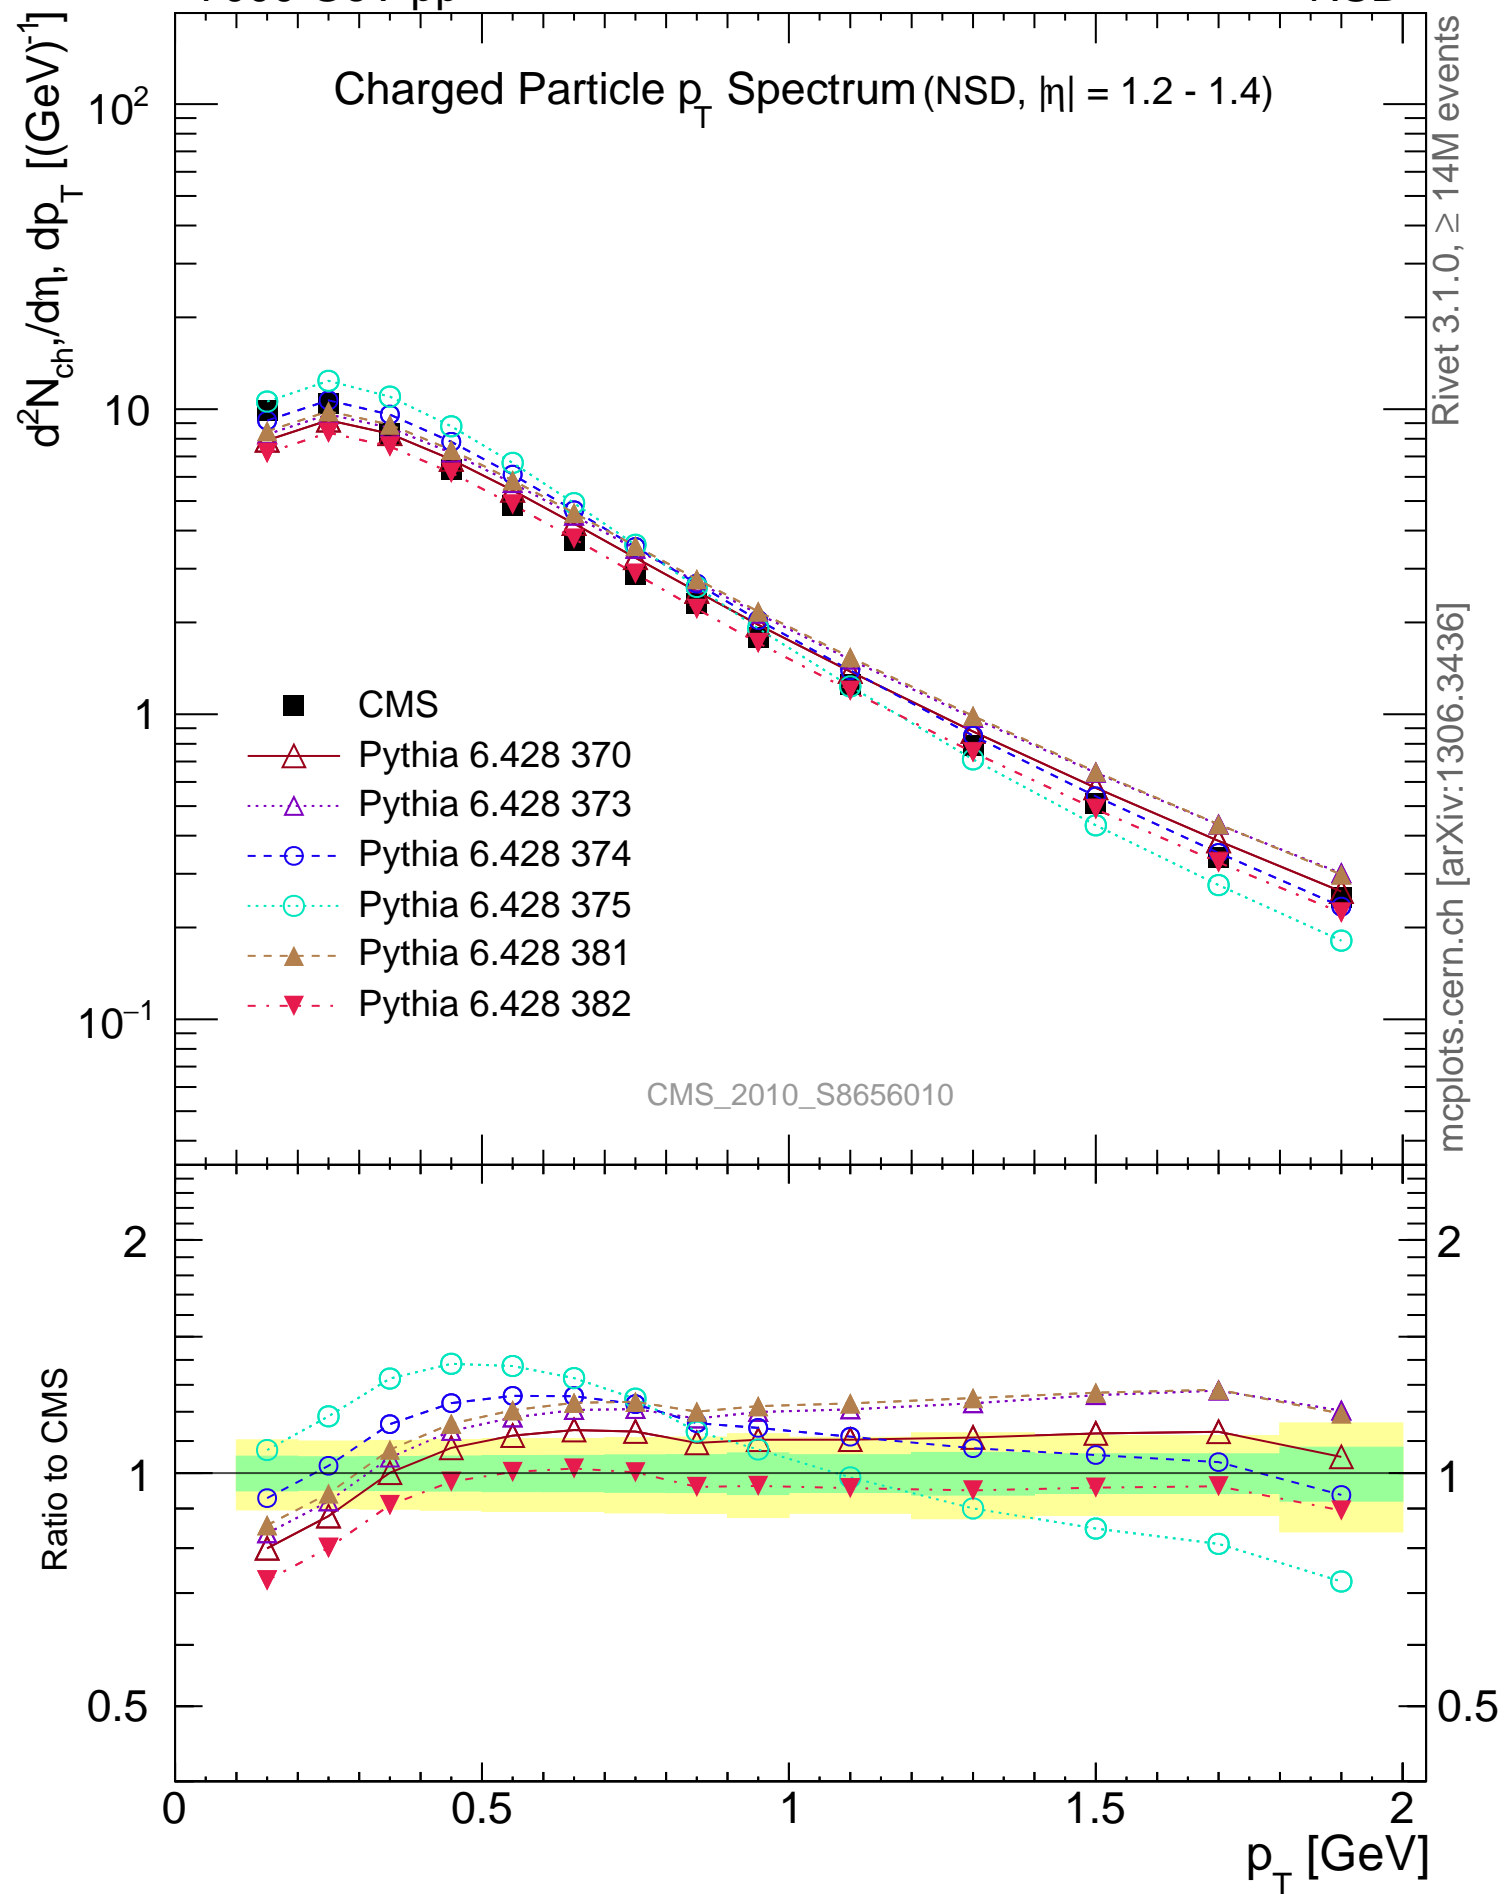 d²N_ch,/dη, dp_T [(GeV)^-1]
Charged Particle p_T Spectrum (NSD, |η| = 1.2 - 1.4)
10²
10
1
10⁻¹
CMS
Pythia 6.428 370
Pythia 6.428 373
Pythia 6.428 374
Pythia 6.428 375
Pythia 6.428 381
Pythia 6.428 382
CMS_2010_S8656010
Rivet 3.1.0, ≥ 14M events
mcplots.cern.ch [arXiv:1306.3436]
Ratio to CMS
2
1
0.5
2
1
0.5
0 0.5 1 1.5 2
p_T [GeV]